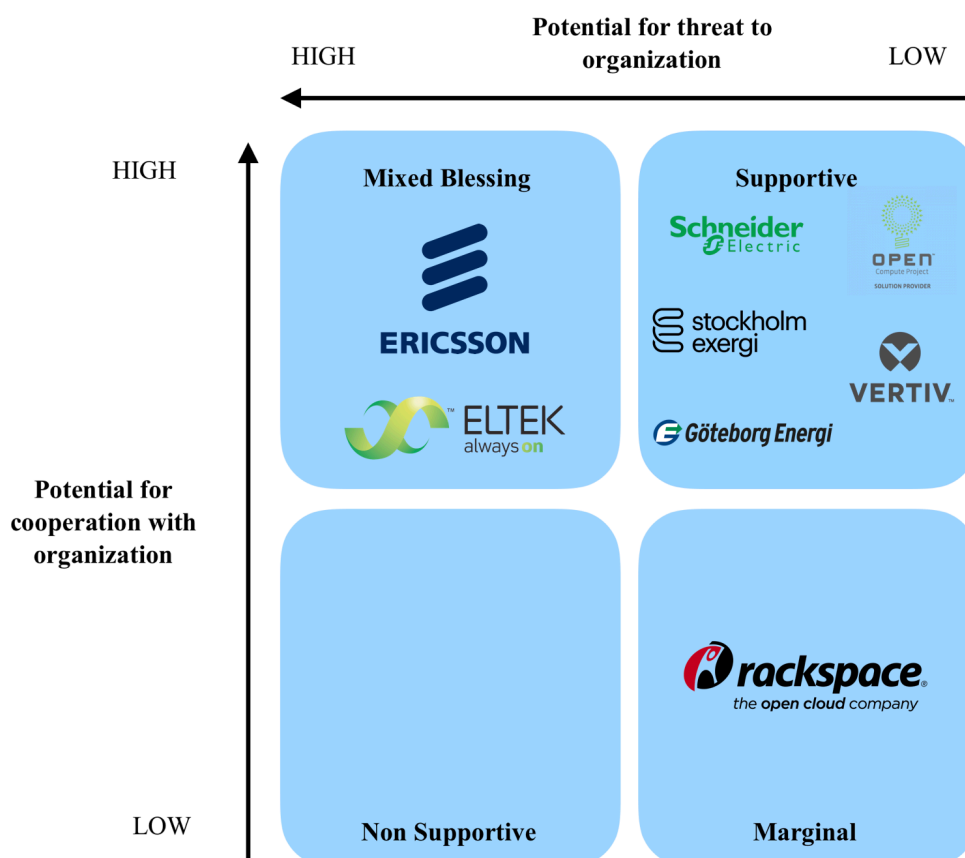 Potential for threat to
organization
HIGH
LOW
HIGH
Mixed Blessing
Supportive
Schneider
Electric
OPEN
Compute Project
SOLUTION PROVIDER
ERICSSON
stockholm
exergi
VERTIV™
ELTEK™
always on
Göteborg Energi
Potential for
cooperation with
organization
rackspace®
the open cloud company
LOW
Non Supportive
Marginal